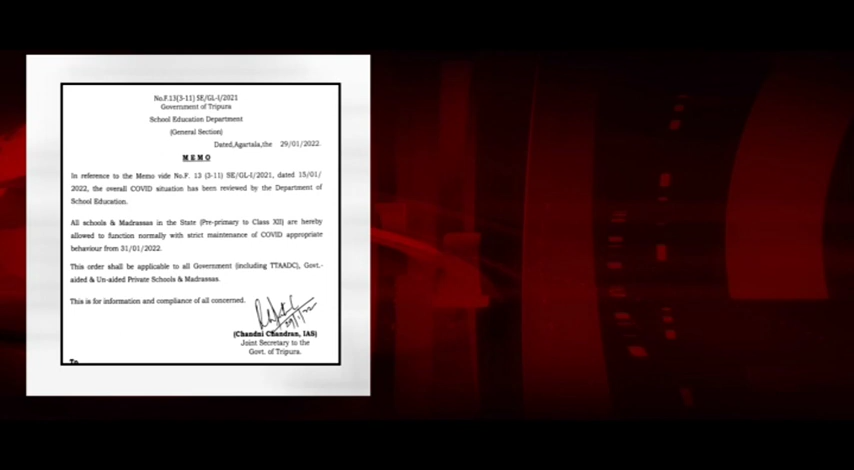 No.F.13(3-11) SE/GL-I/2021
Government of Tripura
School Education Department
(General Section)
Dated,Agartala,the 29/01/2022.
M E M O
In reference to the Memo vide No.F. 13 (3-11) SE/GL-I/2021, dated 15/01/
2022, the overall COVID situation has been reviewed by the Department of
School Education.
All schools & Madrassas in the State (Pre-primary to Class XII) are hereby
allowed to function normally with strict maintenance of COVID appropriate
behaviour from 31/01/2022.
This order shall be applicable to all Government (including TTAADC), Govt.-
aided & Un-aided Private Schools & Madrassas.
This is for information and compliance of all concerned.
29/1/22
(Chandni Chandran, IAS)
Joint Secretary to the
Govt. of Tripura.
To